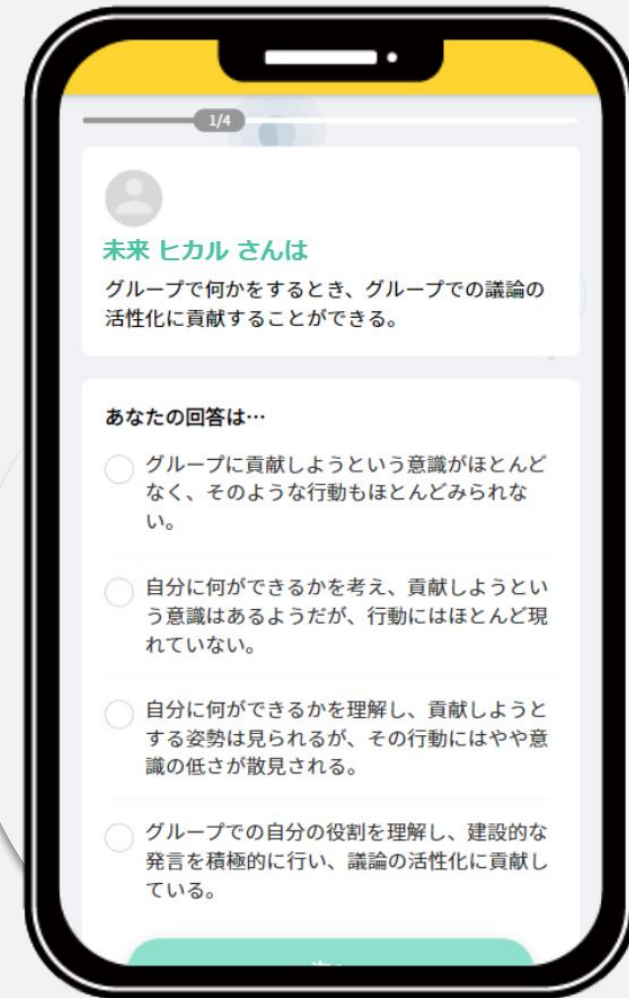 1/4
未来 ヒカル さんは
グループで何かをするとき、グループでの議論の
活性化に貢献することができる。
あなたの回答は…
グループに貢献しようという意識がほとんど
なく、そのような行動もほとんどみられな
い。
自分に何ができるかを考え、貢献しようとい
う意識はあるようだが、行動にはほとんど現
れていない。
自分に何ができるかを理解し、貢献しようと
する姿勢は見られるが、その行動にはやや意
識の低さが散見される。
グループでの自分の役割を理解し、建設的な
発言を積極的に行い、議論の活性化に貢献し
ている。